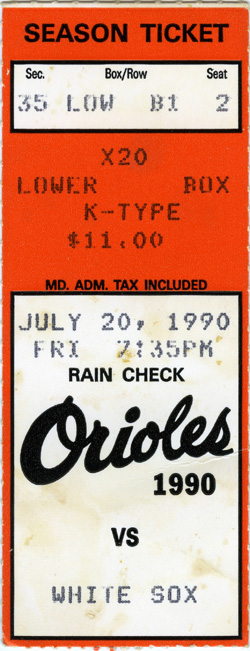 SEASON TICKET
Sec. Box/Row Seat
35 LOW B1 2
X20
LOWER BOX
K-TYPE
$11.00
MD. ADM. TAX INCLUDED
JULY 20, 1990
FRI 7:35PM
RAIN CHECK
Orioles
1990
VS
WHITE SOX